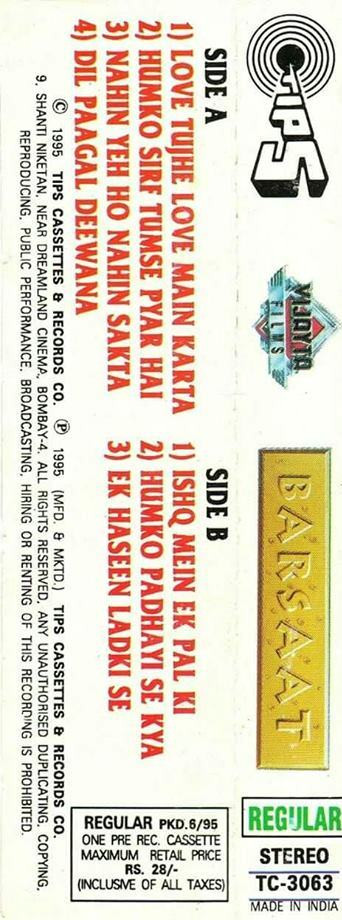 TIPS
VIJAYTA
FILMS
BARSAAT
REGULAR
STEREO
TC-3063
MADE IN INDIA
SIDE A
1) LOVE TUJHE LOVE MAIN KARTA
2) HUMKO SIRF TUMSE PYAR HAI
3) NAHIN YEH HO NAHIN SAKTA
4) DIL PAAGAL DEEWANA
SIDE B
1) ISHQ MEIN EK PAL KI
2) HUMKO PADHAYI SE KYA
3) EK HASEEN LADKI SE
© 1995 TIPS CASSETTES & RECORDS CO. ℗ 1995 (MFD. & MKTD.) TIPS CASSETTES & RECORDS CO.
9, SHANTI NIKETAN, NEAR DREAMLAND CINEMA, BOMBAY-4. ALL RIGHTS RESERVED, ANY UNAUTHORISED DUPLICATING, COPYING,
REPRODUCING, PUBLIC PERFORMANCE, BROADCASTING, HIRING OR RENTING OF THIS RECORDING IS PROHIBITED.
REGULAR PKD.6/95
ONE PRE REC. CASSETTE
MAXIMUM RETAIL PRICE
RS. 28/-
(INCLUSIVE OF ALL TAXES)